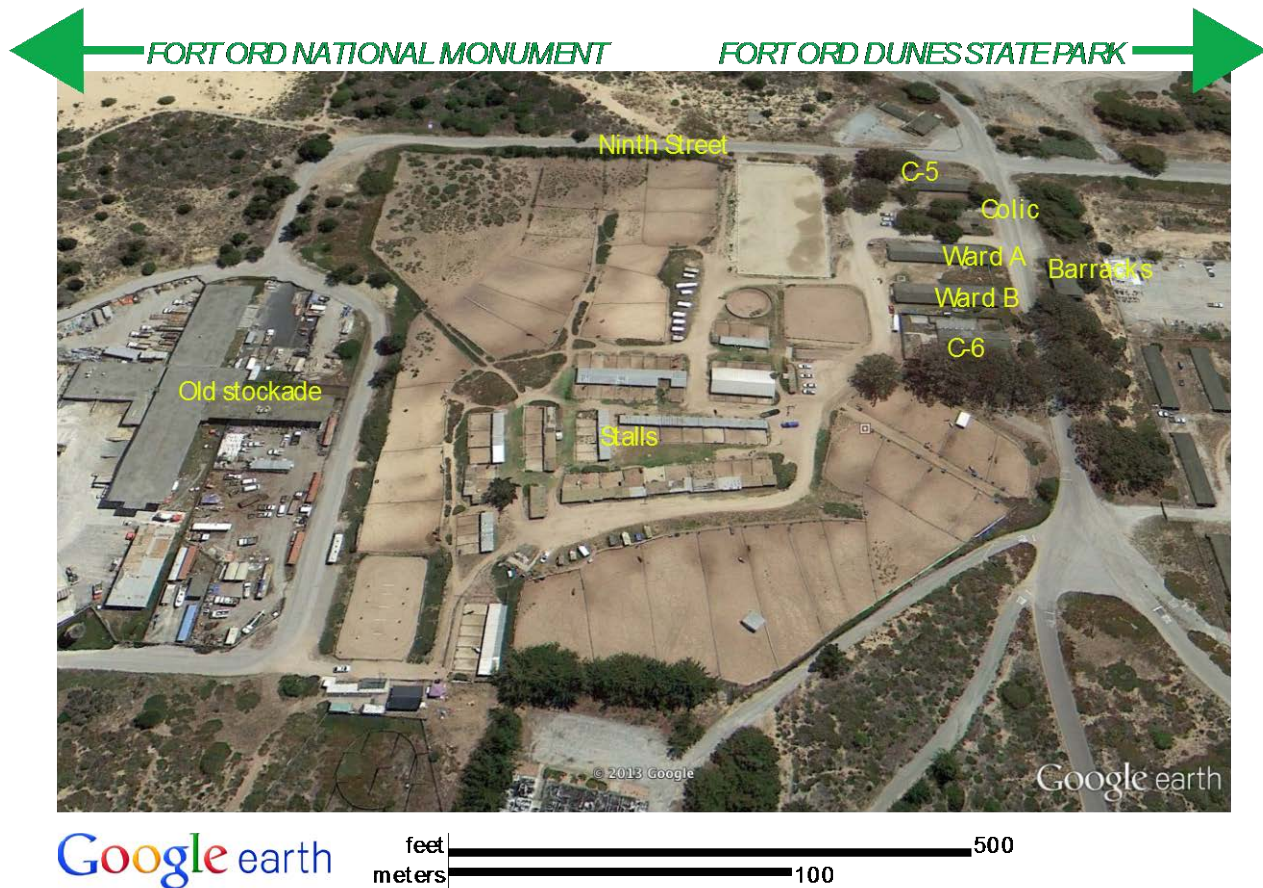 FORT ORD NATIONAL MONUMENT
FORT ORD DUNES STATE PARK
Ninth Street
C-5
Colic
Ward A
Barracks
Ward B
C-6
Old stockade
Stalls
© 2013 Google
Google earth
Google earth
feet 500
meters 100